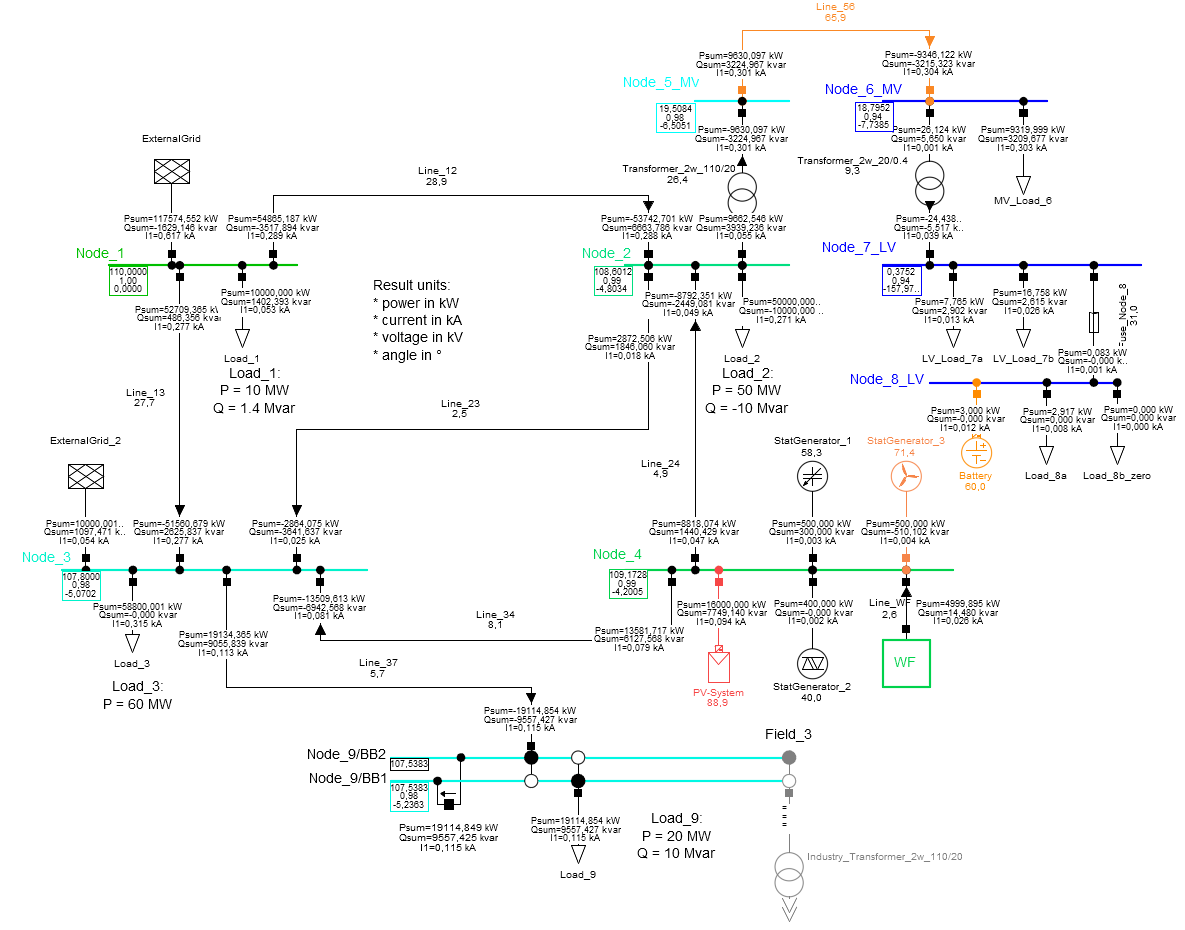 Line_56
65,9
Psum=9630,097 kW
Qsum=3224,967 kvar
I1=0,301 kA
Psum=-9346,122 kW
Qsum=-3215,323 kvar
I1=0,304 kA
Node_5_MV
19,5084
0,98
-6,5051
Node_6_MV
18,7952
0,94
-7,7385
Psum=-9630,097 kW
Qsum=-3224,967 kvar
I1=0,301 kA
Psum=26,124 kW
Qsum=5,650 kvar
I1=0,001 kA
Psum=9319,999 kW
Qsum=3209,677 kvar
I1=0,303 kA
Transformer_2w_110/20
26,4
Transformer_2w_20/0.4
9,3
MV_Load_6
ExternalGrid
Line_12
28,9
Psum=117574,552 kW
Qsum=-1629,146 kvar
I1=0,617 kA
Psum=54865,187 kW
Qsum=-3517,894 kvar
I1=0,289 kA
Psum=-53742,701 kW
Qsum=6663,786 kvar
I1=0,288 kA
Psum=9662,546 kW
Qsum=3939,236 kvar
I1=0,055 kA
Psum=-24,438..
Qsum=-5,517 k..
I1=0,039 kA
Node_1
110,0000
1,00
0,0000
Node_2
108,6012
0,99
-4,8034
Node_7_LV
0,3752
0,94
-157,97..
Psum=52709,365 kW
Qsum=486,356 kvar
I1=0,277 kA
Psum=10000,000 kW
Qsum=1402,393 kvar
I1=0,053 kA
Load_1
Load_1:
P = 10 MW
Q = 1.4 Mvar
Result units:
* power in kW
* current in kA
* voltage in kV
* angle in °
Psum=-8792,351 kW
Qsum=-2449,081 kvar
I1=0,049 kA
Psum=50000,000..
Qsum=-10000,000 ..
I1=0,271 kA
Psum=2872,506 kW
Qsum=1846,060 kvar
I1=0,018 kA
Load_2
Load_2:
P = 50 MW
Q = -10 Mvar
Psum=7,765 kW
Qsum=2,902 kvar
I1=0,013 kA
LV_Load_7a
Psum=16,758 kW
Qsum=2,615 kvar
I1=0,026 kA
LV_Load_7b
Fuse_Node_8
31,0
Psum=0,083 kW
Qsum=-0,000 k..
I1=0,001 kA
Node_8_LV
Psum=3,000 kW
Qsum=-0,000 kvar
I1=0,012 kA
Battery
60,0
Psum=2,917 kW
Qsum=0,000 kvar
I1=0,008 kA
Load_8a
Psum=0,000 kW
Qsum=0,000 kvar
I1=0,000 kA
Load_8b_zero
Line_13
27,7
Line_23
2,5
Line_24
4,9
ExternalGrid_2
StatGenerator_1
58,3
StatGenerator_3
71,4
Psum=10000,001..
Qsum=1097,471 k..
I1=0,054 kA
Psum=-51560,679 kW
Qsum=2625,837 kvar
I1=0,277 kA
Psum=-2864,075 kW
Qsum=-3641,637 kvar
I1=0,025 kA
Psum=8818,074 kW
Qsum=1440,429 kvar
I1=0,047 kA
Psum=500,000 kW
Qsum=300,000 kvar
I1=0,003 kA
Psum=500,000 kW
Qsum=-510,102 kvar
I1=0,004 kA
Node_3
107,8000
0,98
-5,0702
Node_4
109,1728
0,99
-4,2005
Psum=58800,001 kW
Qsum=-0,000 kvar
I1=0,315 kA
Load_3
Load_3:
P = 60 MW
Psum=19134,365 kW
Qsum=9055,839 kvar
I1=0,113 kA
Psum=-13509,613 kW
Qsum=-6942,568 kvar
I1=0,081 kA
Line_34
8,1
Psum=13581,717 kW
Qsum=6127,568 kvar
I1=0,079 kA
Psum=16000,000 kW
Qsum=7749,140 kvar
I1=0,094 kA
PV-System
88,9
Psum=400,000 kW
Qsum=-0,000 kvar
I1=0,002 kA
StatGenerator_2
40,0
Line_WF
2,6
Psum=4999,895 kW
Qsum=14,480 kvar
I1=0,026 kA
WF
Line_37
5,7
Psum=-19114,854 kW
Qsum=-9557,427 kvar
I1=0,115 kA
Field_3
Node_9/BB2
107,5383
Node_9/BB1
107,5383
0,98
-5,2363
Psum=19114,849 kW
Qsum=9557,425 kvar
I1=0,115 kA
Psum=19114,854 kW
Qsum=9557,427 kvar
I1=0,115 kA
Load_9
Load_9:
P = 20 MW
Q = 10 Mvar
Industry_Transformer_2w_110/20